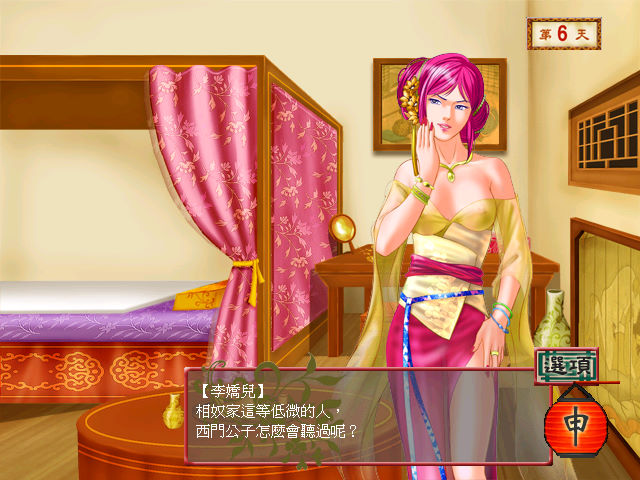 第6天
【李嬌兒】
相奴家這等低微的人，
西門公子怎麼會聽過呢？
選項
申